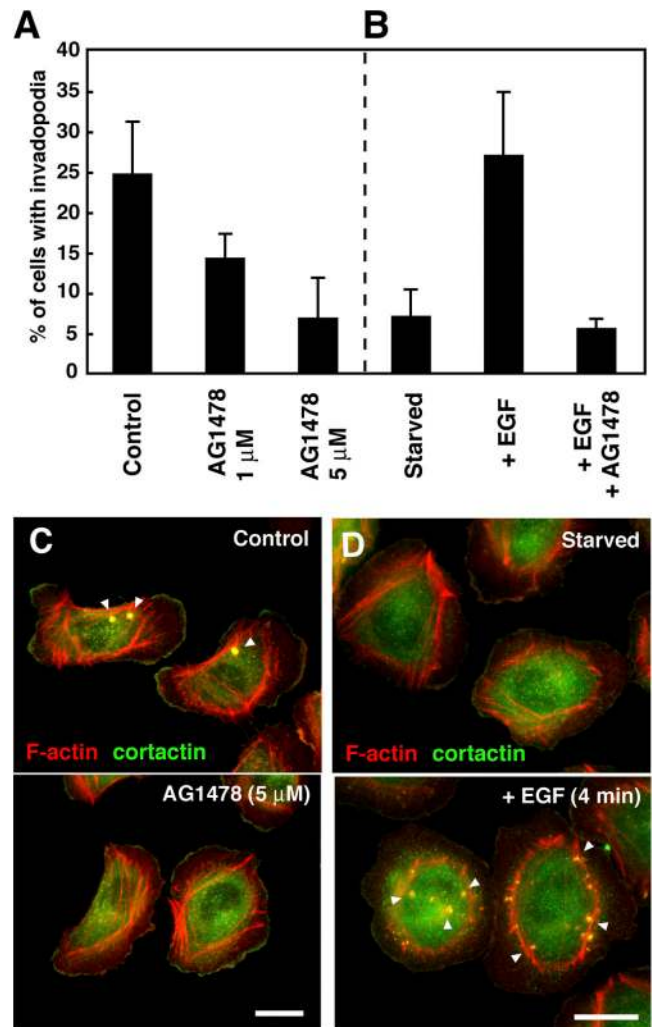 A
B
% of cells with invadopodia
40
35
30
25
20
15
10
5
0
Control
AG1478
1 μM
AG1478
5 μM
Starved
+ EGF
+ EGF
+ AG1478
C
Control
F-actin cortactin
D
Starved
F-actin cortactin
AG1478 (5 μM)
+ EGF (4 min)